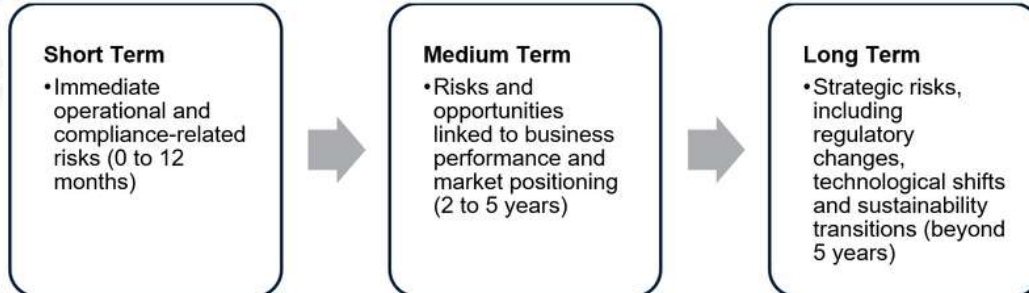 Short Term
•Immediate
operational and
compliance-related
risks (0 to 12
months)
Medium Term
•Risks and
opportunities
linked to business
performance and
market positioning
(2 to 5 years)
Long Term
•Strategic risks,
including
regulatory
changes,
technological shifts
and sustainability
transitions (beyond
5 years)